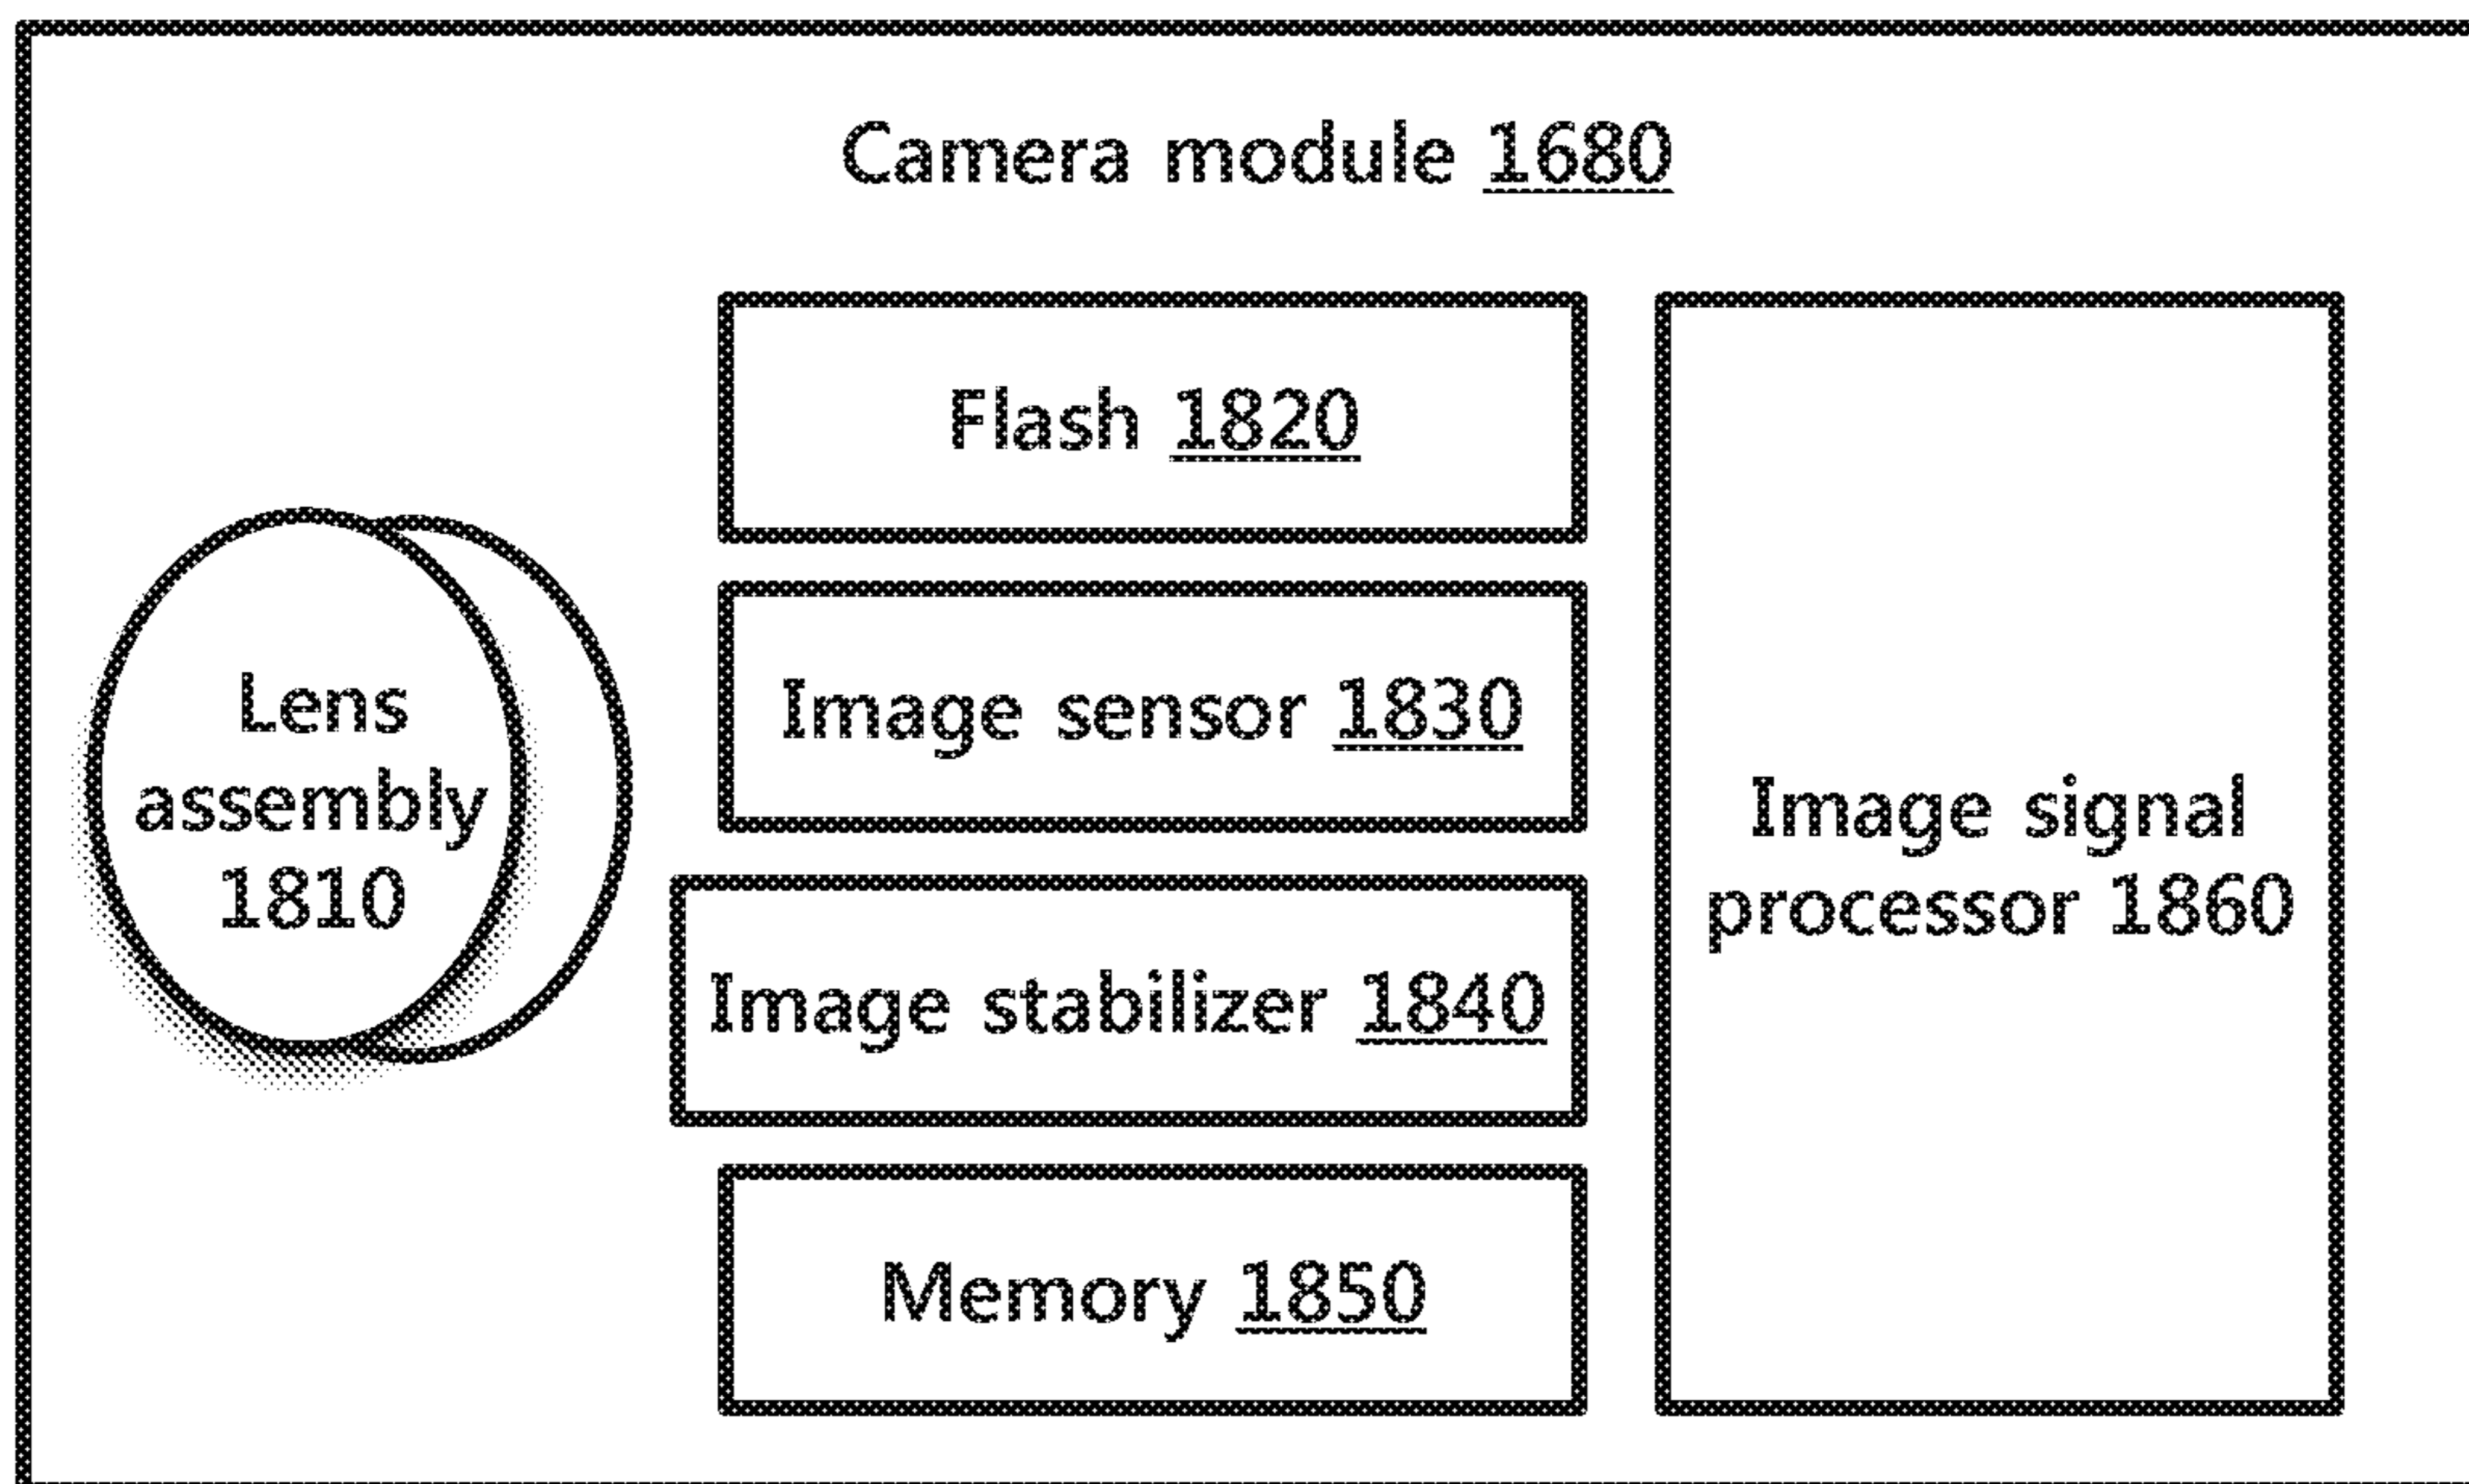 Camera module 1680
Flash 1820
Lens
assembly
1810
Image sensor 1830
Image stabilizer 1840
Memory 1850
Image signal
processor 1860